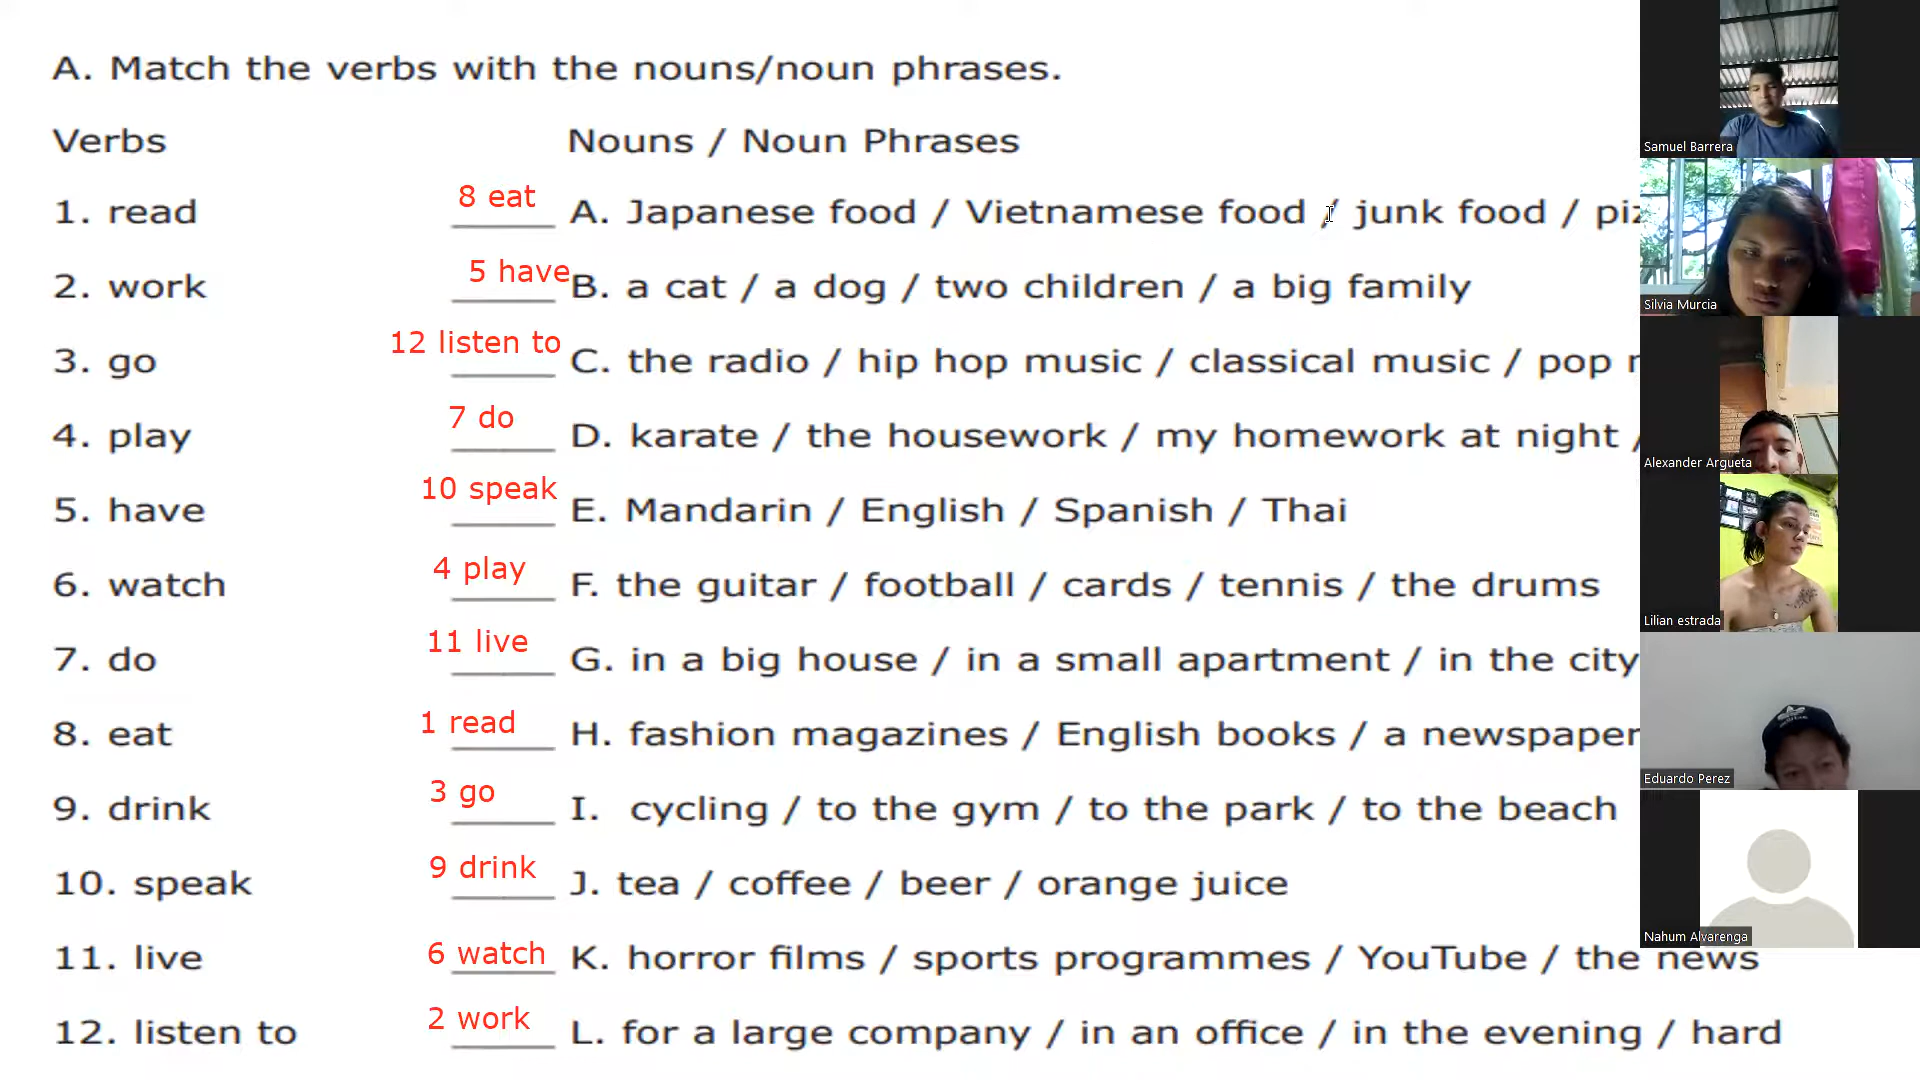 A. Match the verbs with the nouns/noun phrases.
Verbs Nouns / Noun Phrases
1. read 8 eat A. Japanese food / Vietnamese food / junk food /
2. work 5 have B. a cat / a dog / two children / a big family
3. go 12 listen to C. the radio / hip hop music / classical music / pop
4. play 7 do D. karate / the housework / my homework at night /
5. have 10 speak E. Mandarin / English / Spanish / Thai
6. watch 4 play F. the guitar / football / cards / tennis / the drums
7. do 11 live G. in a big house / in a small apartment / in the city
8. eat 1 read H. fashion magazines / English books / a newspaper
9. drink 3 go I. cycling / to the gym / to the park / to the beach
10. speak 9 drink J. tea / coffee / beer / orange juice
11. live 6 watch K. horror films / sports programmes / YouTube / the news
12. listen to 2 work L. for a large company / in an office / in the evening / hard
Samuel Barrera
Silvia Murcia
Alexander Argueta
Lilian estrada
Eduardo Perez
Nahum Alvarenga